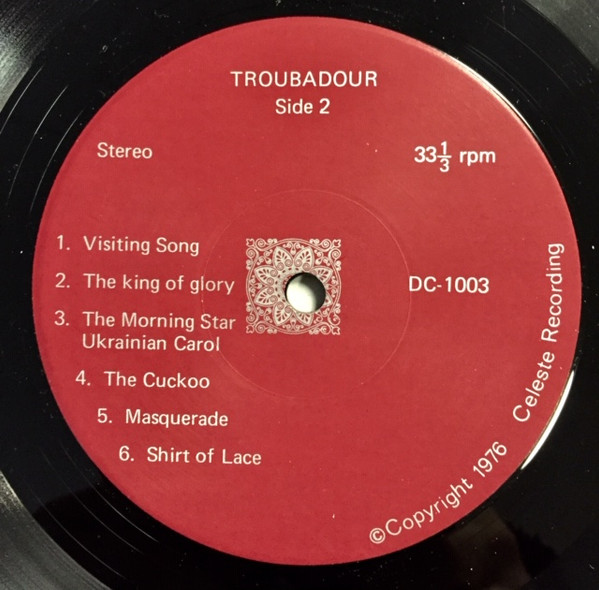 TROUBADOUR
Side 2
Stereo
33⅓ rpm
1. Visiting Song
2. The king of glory
3. The Morning Star
Ukrainian Carol
DC-1003
4. The Cuckoo
5. Masquerade
6. Shirt of Lace
©Copyright 1976 Celeste Recording